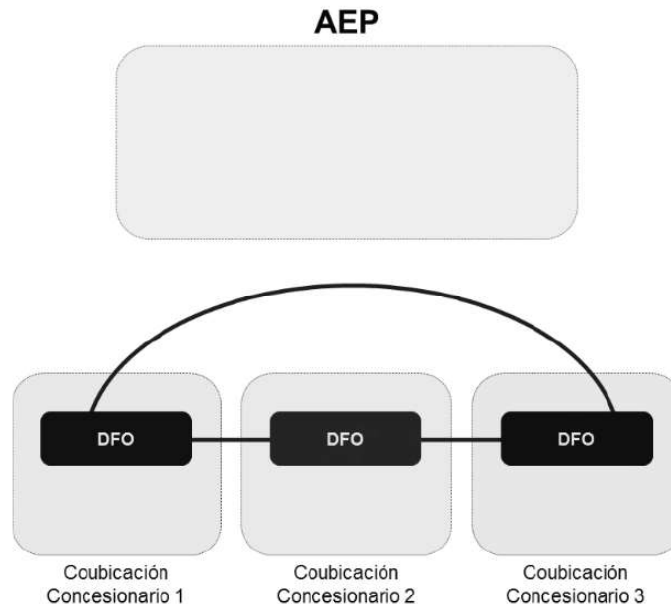 AEP
DFO
DFO
DFO
Coubicación
Concesionario 1
Coubicación
Concesionario 2
Coubicación
Concesionario 3